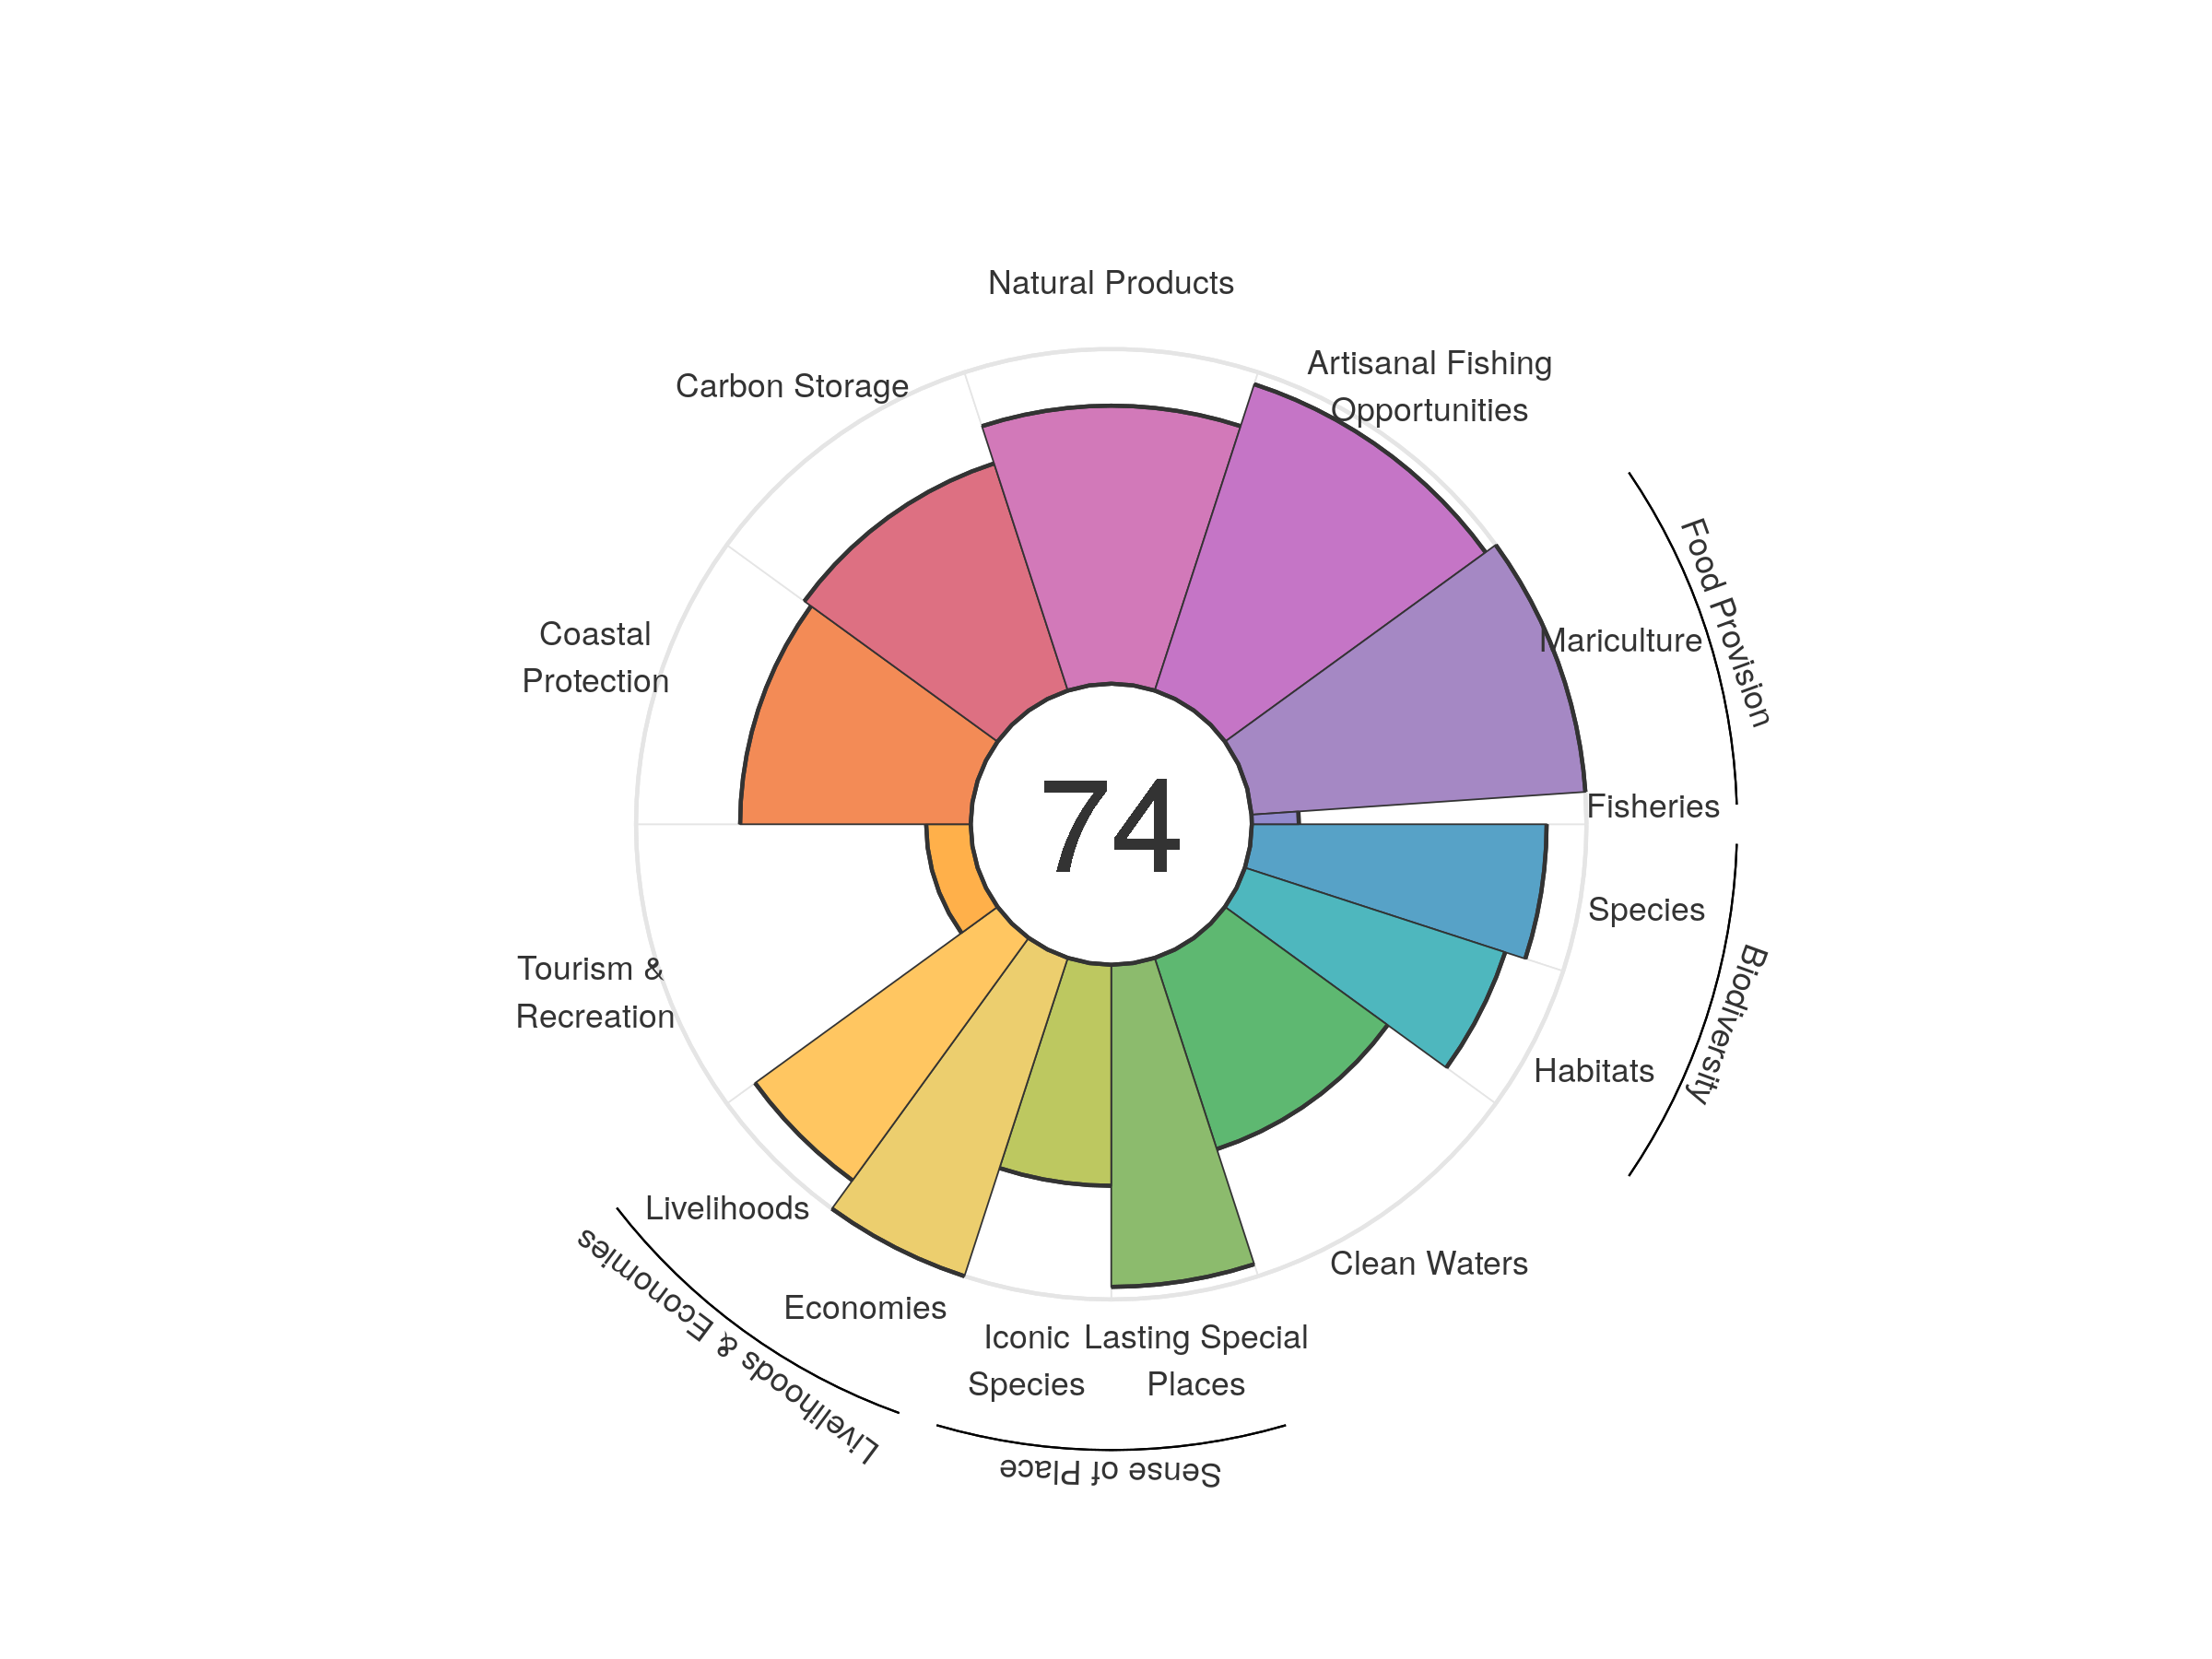 Natural Products
Artisanal Fishing
Opportunities
Carbon Storage
Food Provision
Mariculture
Coastal
Protection
74
Fisheries
Species
Biodiversity
Tourism &
Recreation
Habitats
Livelihoods
Clean Waters
Economies
Livelihoods & Economies
Iconic
Species
Lasting Special
Places
Sense of Place